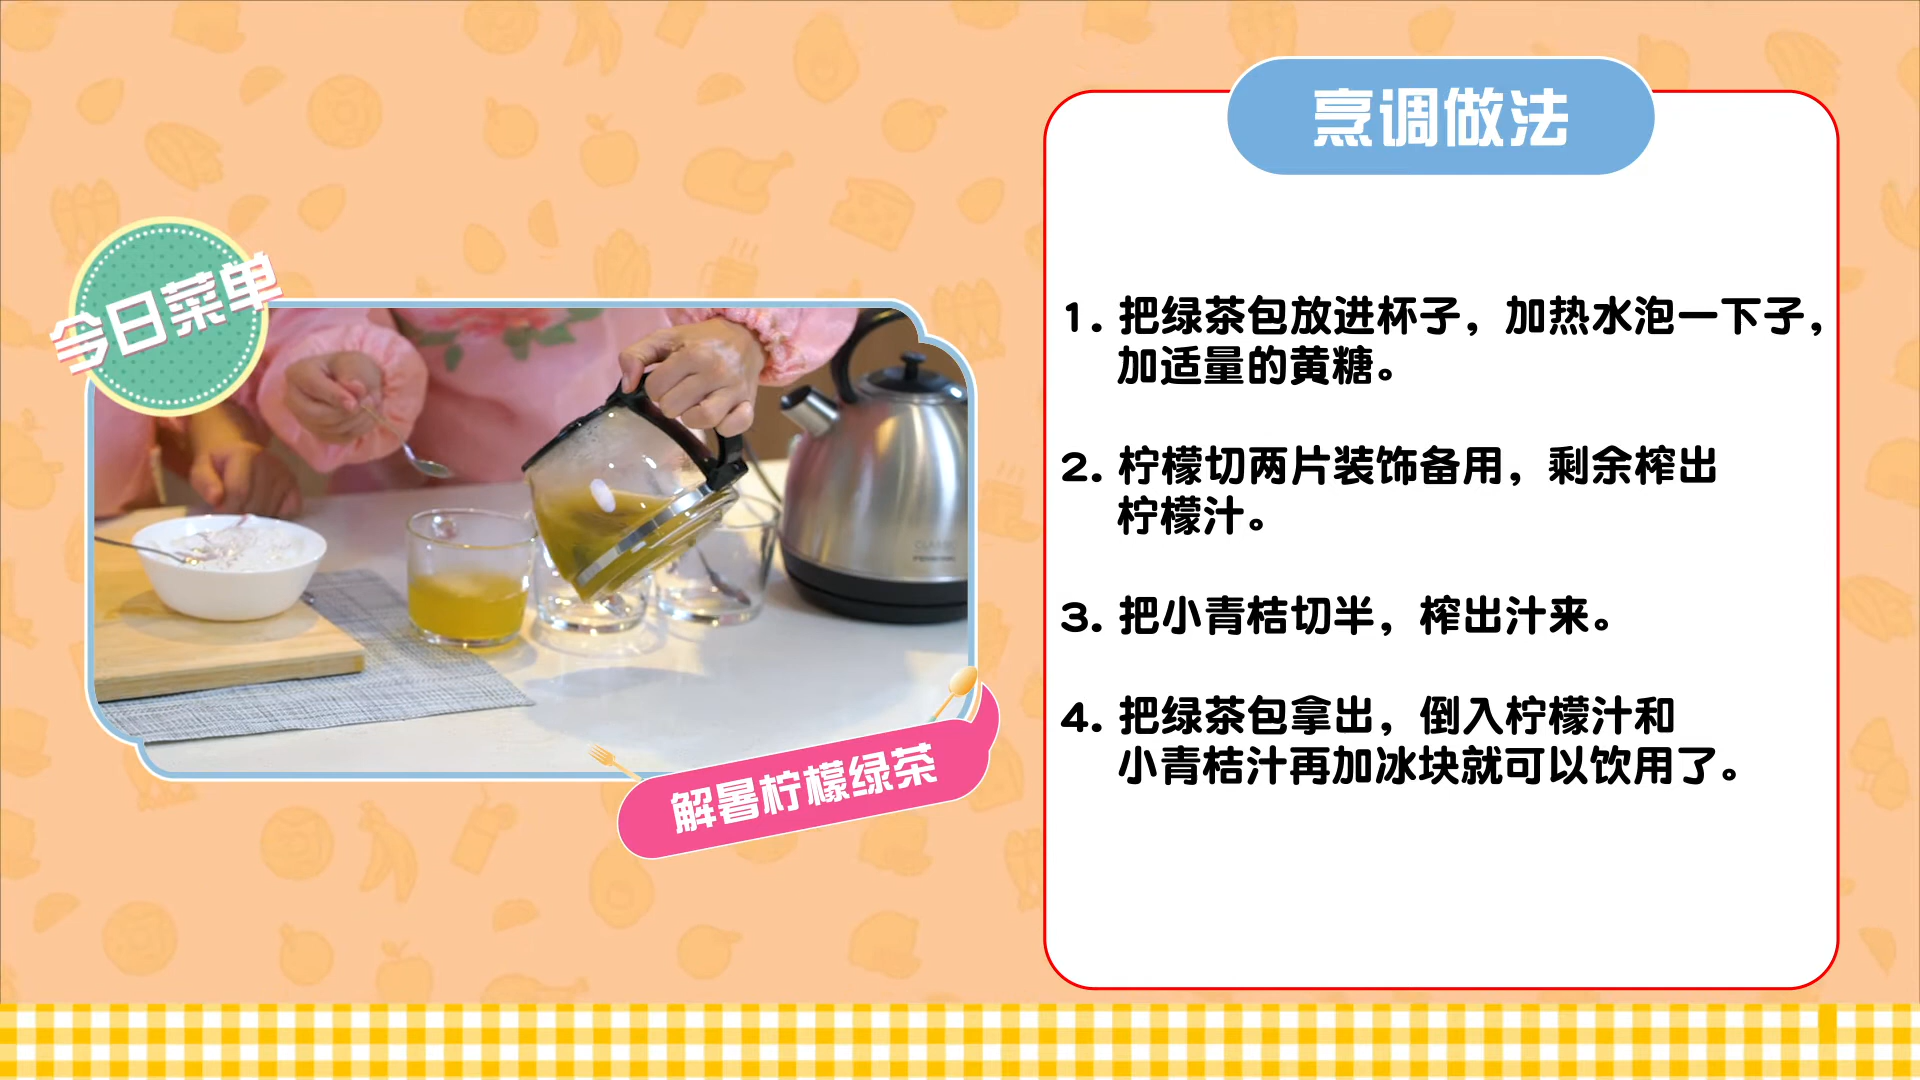 烹调做法
今日菜单
1. 把绿茶包放进杯子，加热水泡一下子，
加适量的黄糖。
2. 柠檬切两片装饰备用，剩余榨出
柠檬汁。
3. 把小青桔切半，榨出汁来。
4. 把绿茶包拿出，倒入柠檬汁和
小青桔汁再加冰块就可以饮用了。
解暑柠檬绿茶